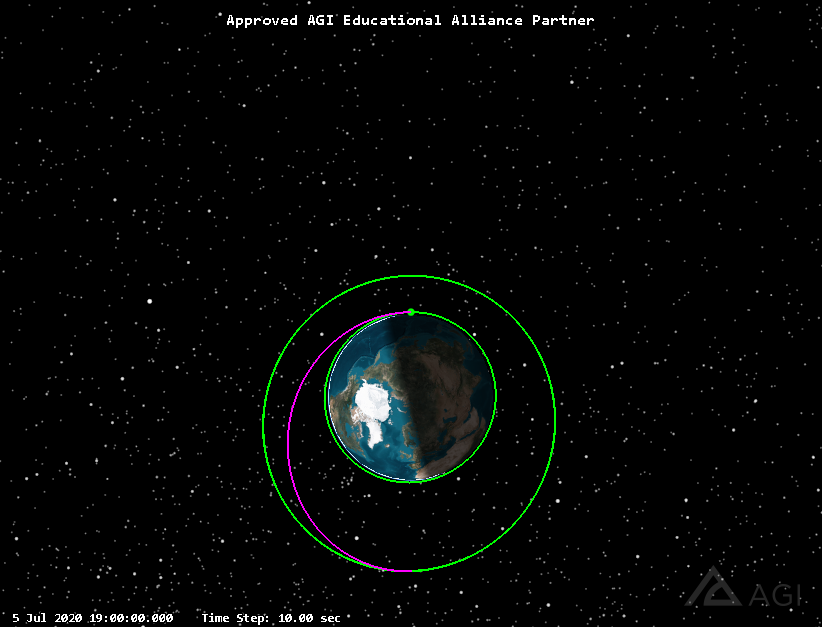 Approved AGI Educational Alliance Partner
AGI
5 Jul 2020 19:00:00.000 Time Step: 10.00 sec